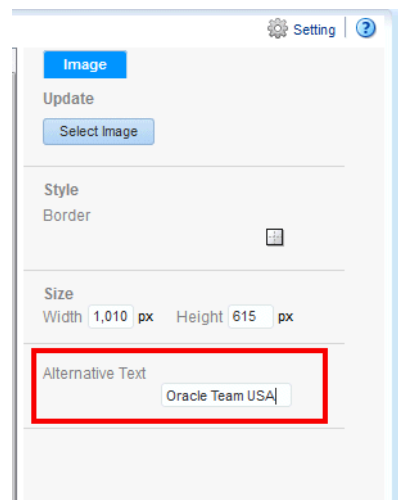 Setting ?
Image
Update
Select Image
Style
Border
Size
Width 1,010 px Height 615 px
Alternative Text
Oracle Team USA